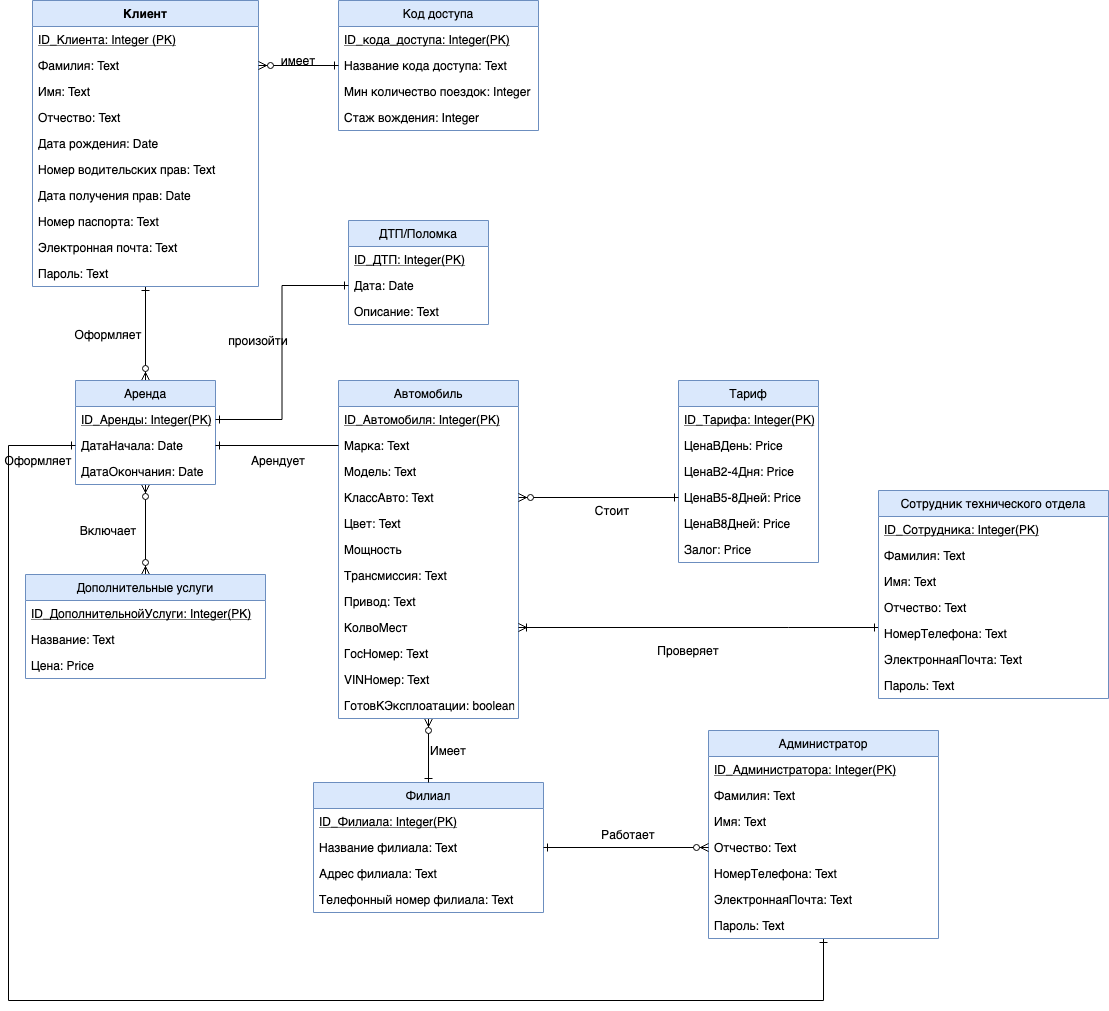 Клиент
ID_Клиента: Integer (PK)
Фамилия: Text
Имя: Text
Отчество: Text
Дата рождения: Date
Номер водительских прав: Text
Дата получения прав: Date
Номер паспорта: Text
Электронная почта: Text
Пароль: Text
имеет
Код доступа
ID_кода_доступа: Integer(PK)
Название кода доступа: Text
Мин количество поездок: Integer
Стаж вождения: Integer
ДТП/Поломка
ID_ДТП: Integer(PK)
Дата: Date
Описание: Text
Оформляет
произойти
Аренда
ID_Аренды: Integer(PK)
ДатаНачала: Date
ДатаОкончания: Date
Оформляет
Арендует
Включает
Дополнительные услуги
ID_ДополнительнойУслуги: Integer(PK)
Название: Text
Цена: Price
Автомобиль
ID_Автомобиля: Integer(PK)
Марка: Text
Модель: Text
КлассАвто: Text
Цвет: Text
Мощность
Трансмиссия: Text
Привод: Text
КолвоМест
ГосНомер: Text
VINНомер: Text
ГотовКЭксплоатации: boolean
Стоит
Тариф
ID_Тарифа: Integer(PK)
ЦенаВДень: Price
ЦенаВ2-4Дня: Price
ЦенаВ5-8Дней: Price
ЦенаВ8Дней: Price
Залог: Price
Проверяет
Сотрудник технического отдела
ID_Сотрудника: Integer(PK)
Фамилия: Text
Имя: Text
Отчество: Text
НомерТелефона: Text
ЭлектроннаяПочта: Text
Пароль: Text
Имеет
Филиал
ID_Филиала: Integer(PK)
Название филиала: Text
Адрес филиала: Text
Телефонный номер филиала: Text
Работает
Администратор
ID_Администратора: Integer(PK)
Фамилия: Text
Имя: Text
Отчество: Text
НомерТелефона: Text
ЭлектроннаяПочта: Text
Пароль: Text